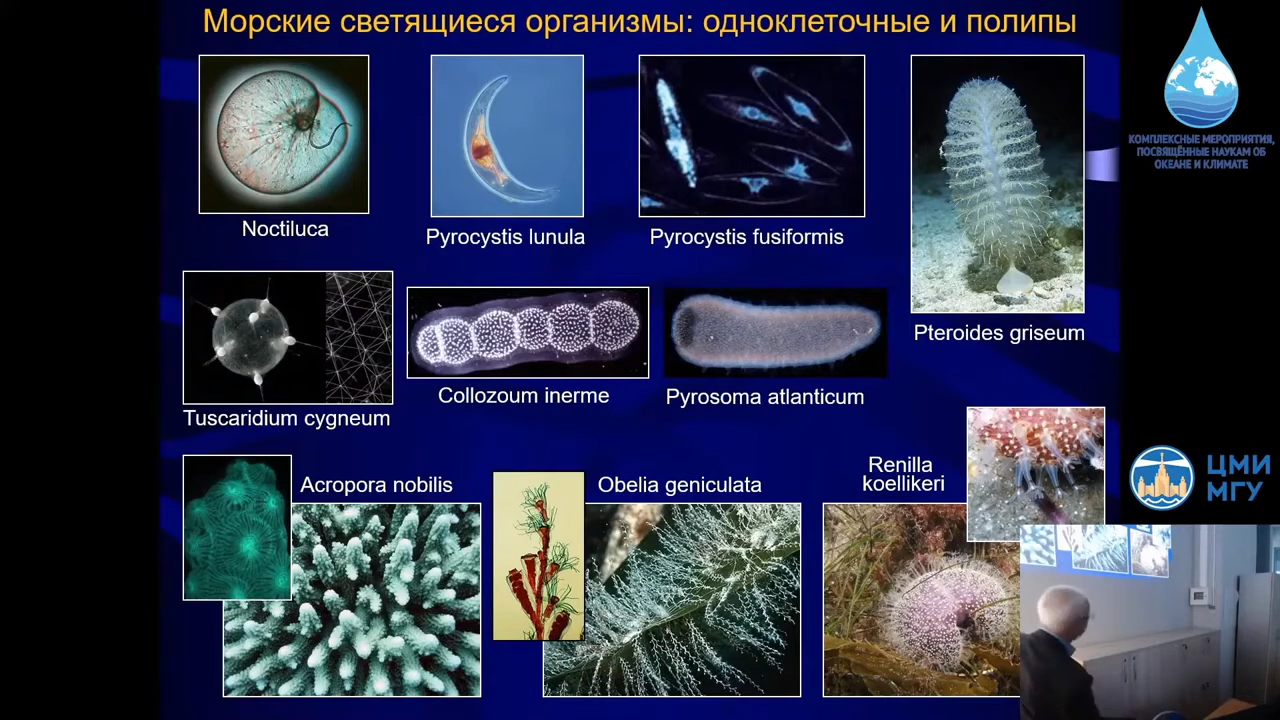 Морские светящиеся организмы: одноклеточные и полипы
КОМПЛЕКСНЫЕ МЕРОПРИЯТИЯ,
ПОСВЯЩЁННЫЕ НАУКАМ ОБ
ОКЕАНЕ И КЛИМАТЕ
Noctiluca
Pyrocystis lunula
Pyrocystis fusiformis
Pteroides griseum
Tuscaridium cygneum
Collozoum inerme
Pyrosoma atlanticum
Acropora nobilis
Obelia geniculata
Renilla
koellikeri
ЦМИ
МГУ